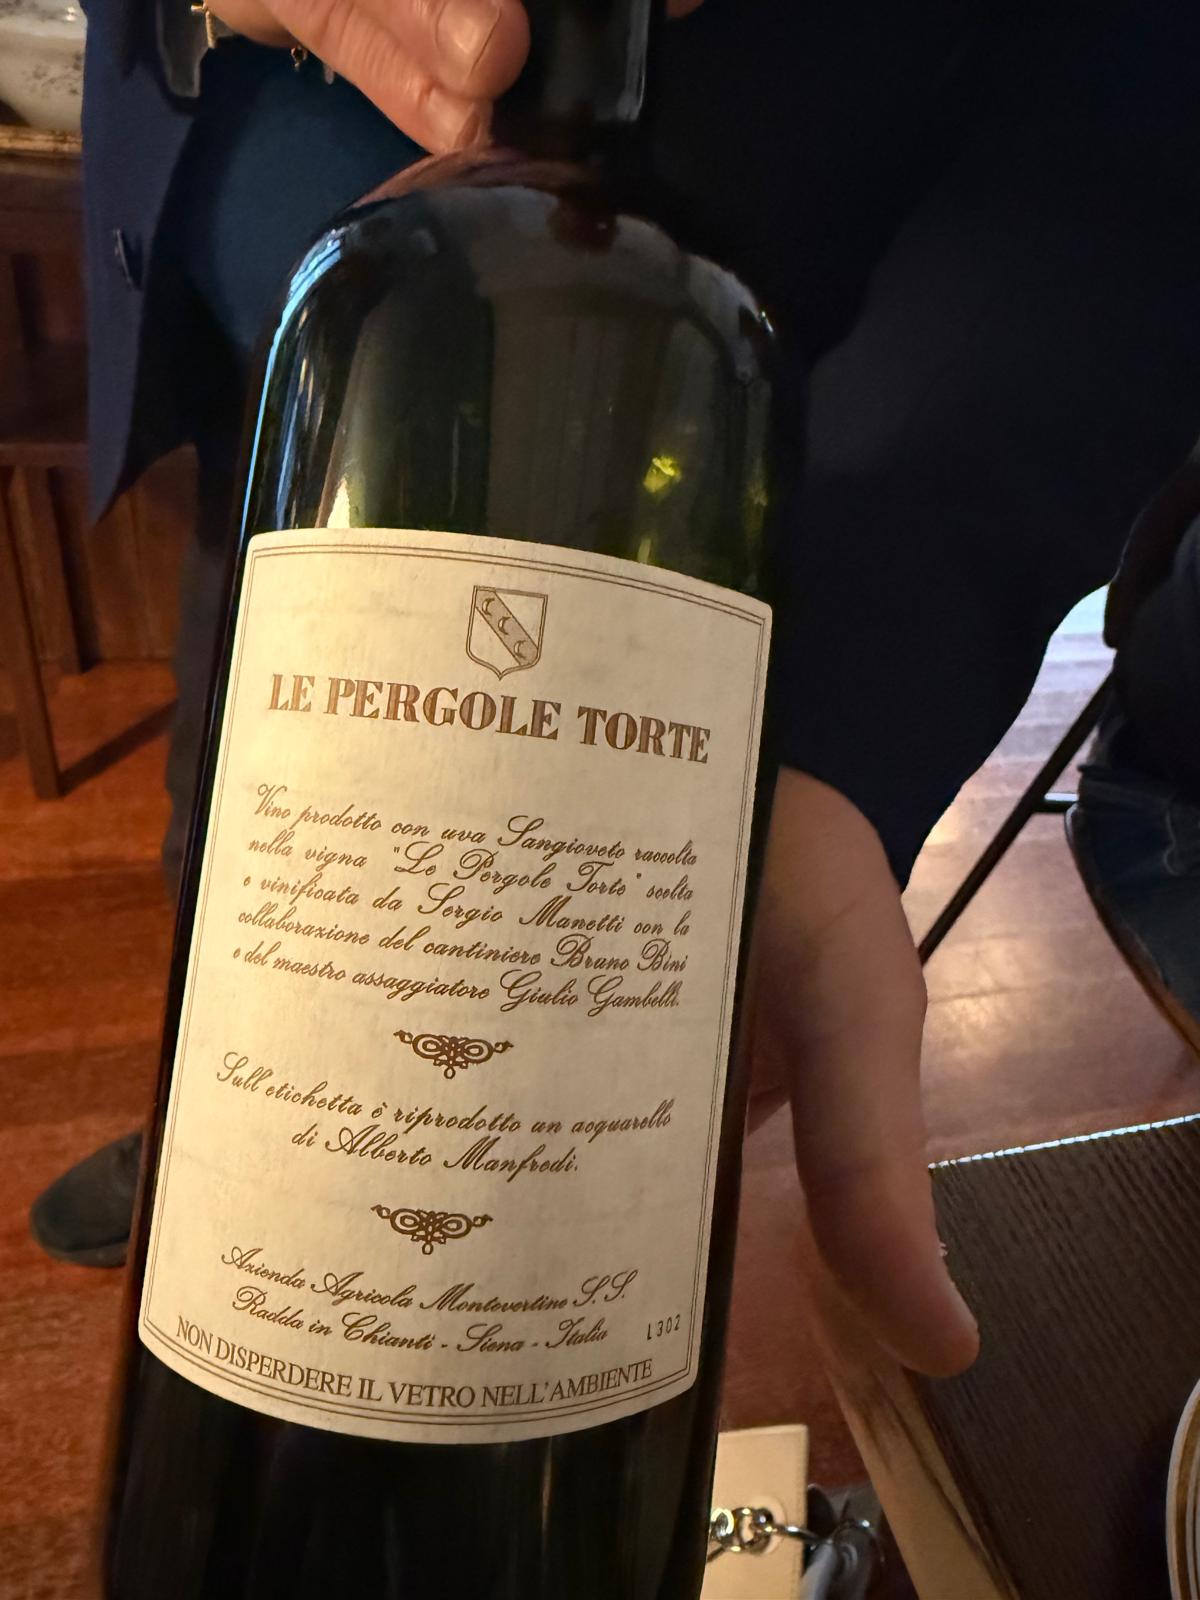 LE PERGOLE TORTE
Vino prodotto con uva Sangioveto raccolta
nella vigna "Le Pergole Torte" scelta
e vinificata da Sergio Manetti con la
collaborazione del cantiniere Bruno Bini
e del maestro assaggiatore Giulio Gambelli.
Sull'etichetta è riprodotto un acquarello
di Alberto Manfredi.
Azienda Agricola Montevertine S.S.
Radda in Chianti - Siena - Italia
L302
NON DISPERDERE IL VETRO NELL'AMBIENTE